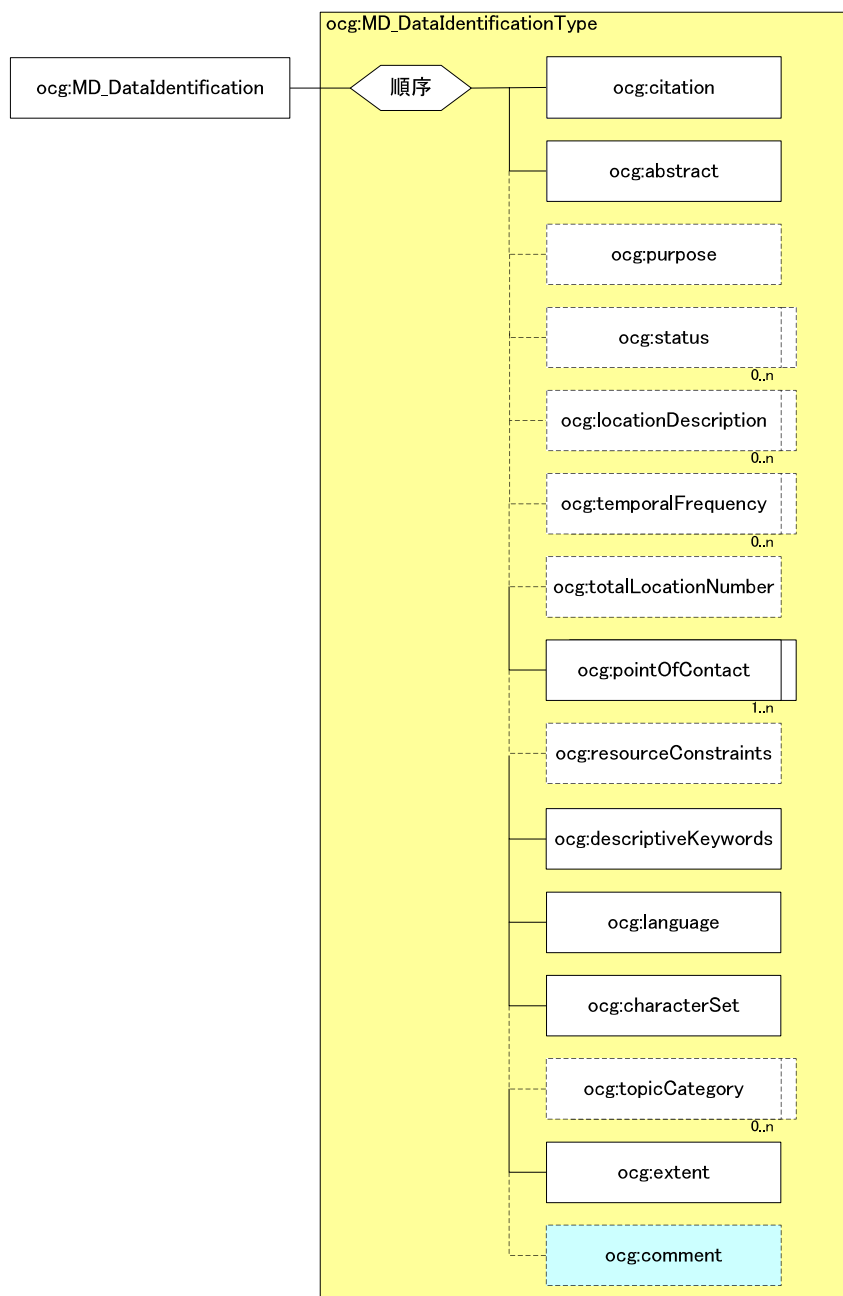 ocg:MD_DataIdentificationType
ocg:MD_DataIdentification
順序
ocg:citation
ocg:abstract
ocg:purpose
ocg:status
0..n
ocg:locationDescription
0..n
ocg:temporalFrequency
0..n
ocg:totalLocationNumber
ocg:pointOfContact
1..n
ocg:resourceConstraints
ocg:descriptiveKeywords
ocg:language
ocg:characterSet
ocg:topicCategory
0..n
ocg:extent
ocg:comment